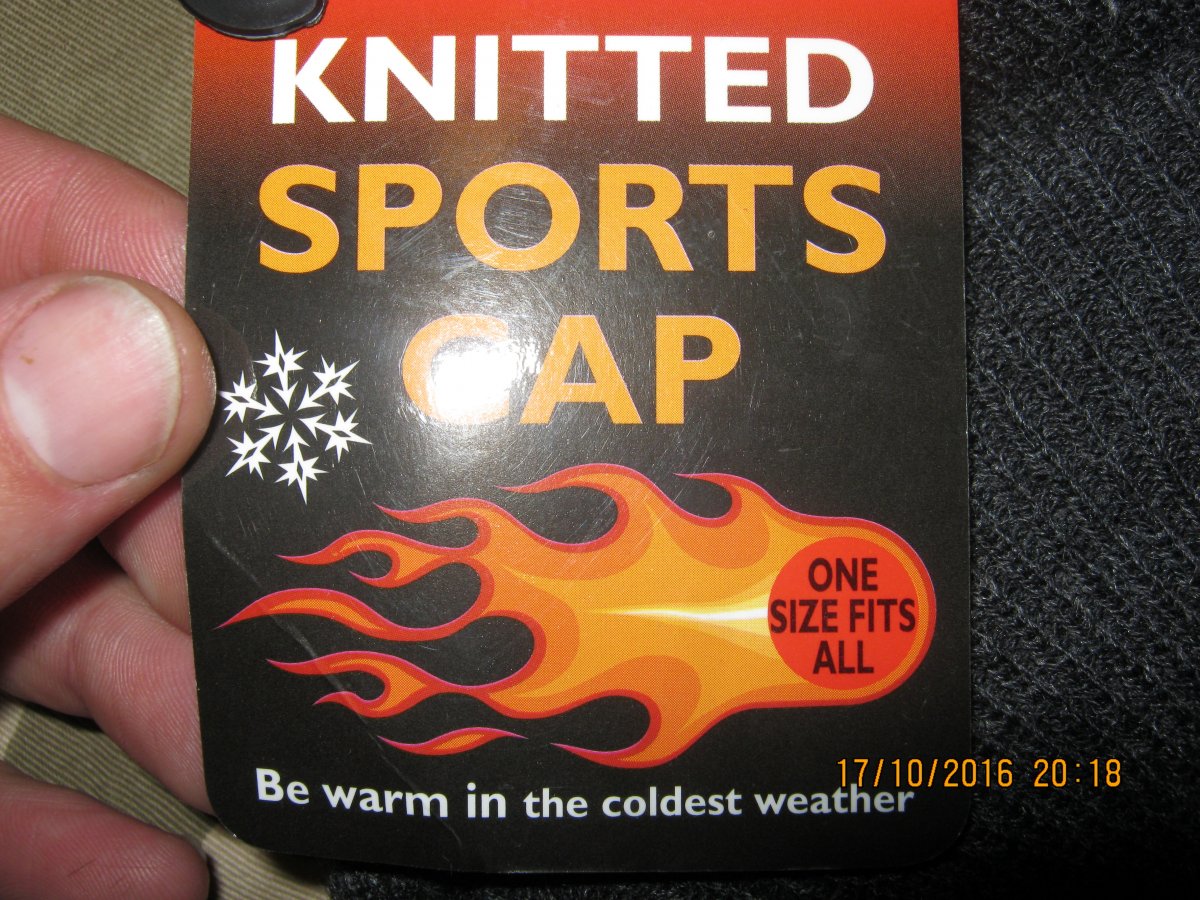 KNITTED
SPORTS
CAP
ONE
SIZE FITS
ALL
Be warm in the coldest weather
17/10/2016 20:18